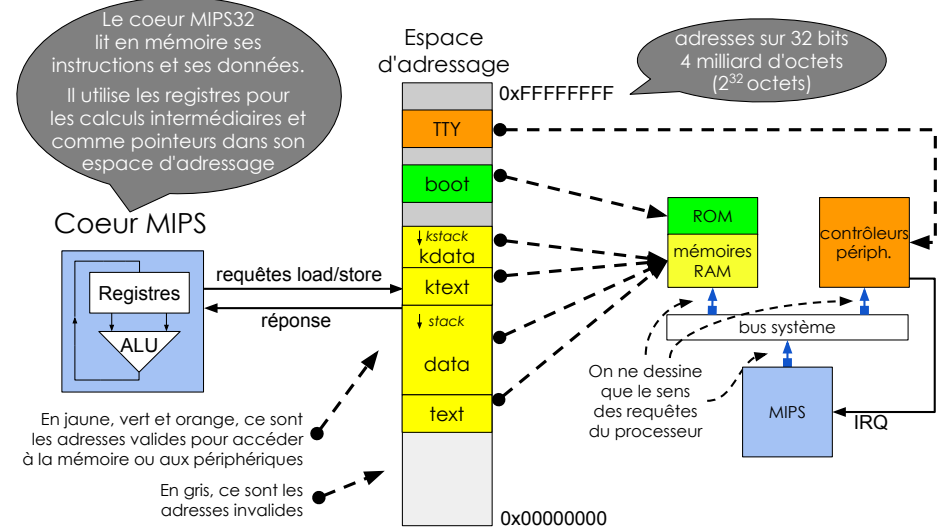 Le coeur MIPS32
lit en mémoire ses
instructions et ses données.
Il utilise les registres pour
les calculs intermédiaires et
comme pointeurs dans son
espace d'adressage
Espace
d'adressage
adresses sur 32 bits
4 milliard d'octets
(2³² octets)
0xFFFFFFFF
TTY
boot
ROM
mémoires
RAM
contrôleurs
périph.
Coeur MIPS
Registres
ALU
requêtes load/store
réponse
↓ kstack
kdata
ktext
↓ stack
data
text
bus système
On ne dessine
que le sens
des requêtes
du processeur
MIPS
IRQ
En jaune, vert et orange, ce sont
les adresses valides pour accéder
à la mémoire ou aux périphériques
En gris, ce sont les
adresses invalides
0x00000000